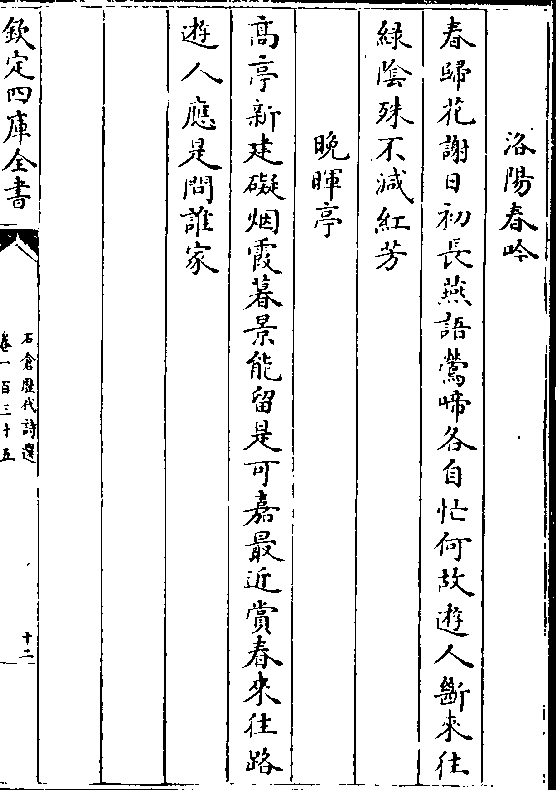 洛陽春吟
春歸花謝日初長燕語鶯啼各自忙何故遊人斷來往
綠陰殊不減紅芳
晚暉亭
高亭新建礙烟霞暮景能留是可嘉最近賞春來往路
遊人應是問誰家
欽定四庫全書
石倉歷代詩選
卷一百三十五
十二